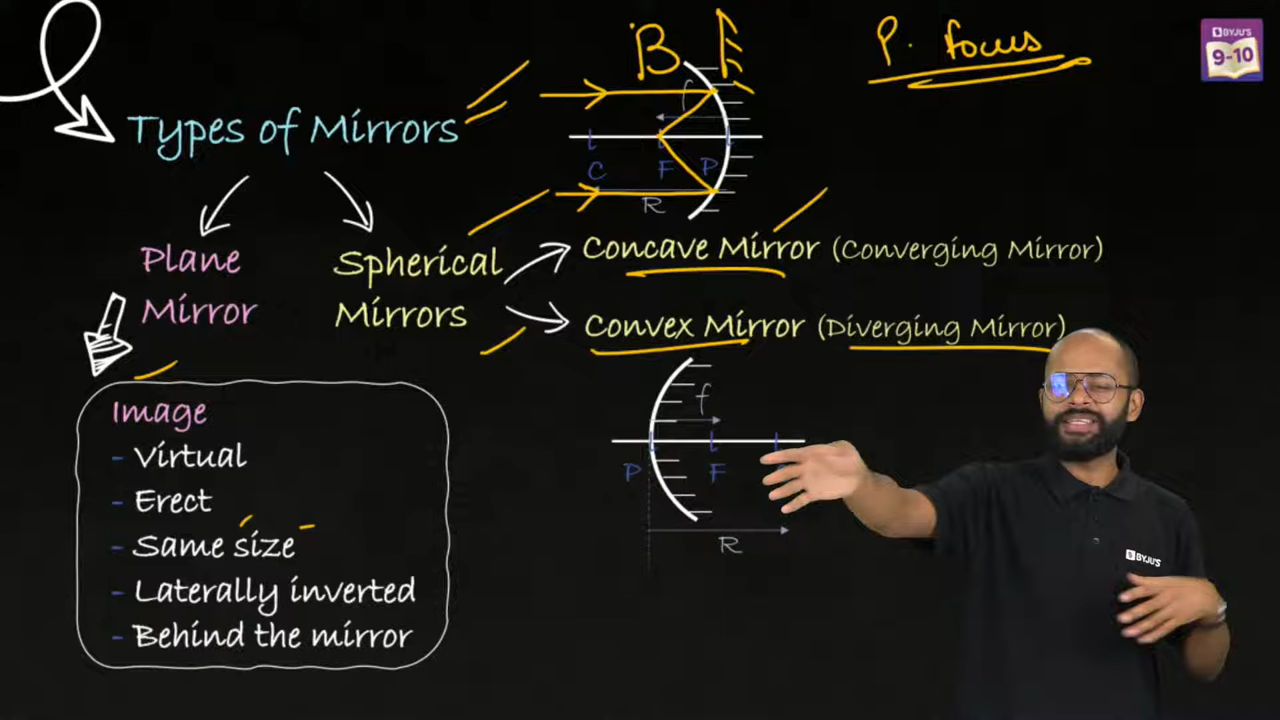 B F
P. focus
BYJU'S
9-10
Types of Mirrors
f
C F P
R
Plane
Mirror
Spherical
Mirrors
Concave Mirror (Converging Mirror)
Convex Mirror (Diverging Mirror)
f
P F
R
Image
- Virtual
- Erect
- Same size
- Laterally inverted
- Behind the mirror
BYJU'S